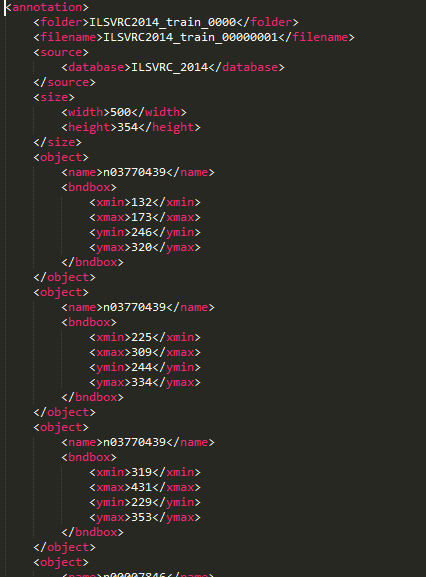 <annotation>
<folder>ILSVRC2014_train_0000</folder>
<filename>ILSVRC2014_train_00000001</filename>
<source>
<database>ILSVRC_2014</database>
</source>
<size>
<width>500</width>
<height>354</height>
</size>
<object>
<name>n03770439</name>
<bndbox>
<xmin>132</xmin>
<xmax>173</xmax>
<ymin>246</ymin>
<ymax>320</ymax>
</bndbox>
</object>
<object>
<name>n03770439</name>
<bndbox>
<xmin>225</xmin>
<xmax>309</xmax>
<ymin>244</ymin>
<ymax>334</ymax>
</bndbox>
</object>
<object>
<name>n03770439</name>
<bndbox>
<xmin>319</xmin>
<xmax>431</xmax>
<ymin>229</ymin>
<ymax>353</ymax>
</bndbox>
</object>
<object>
<name>n00007846</name>